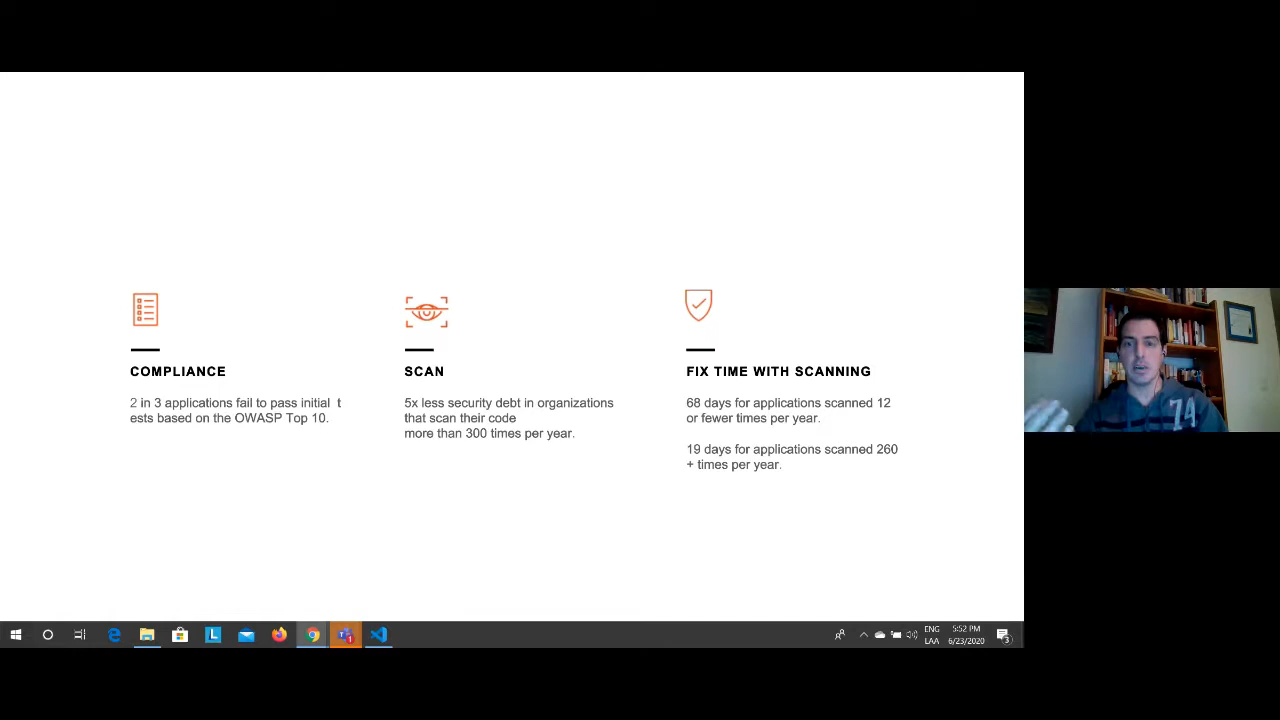 COMPLIANCE
2 in 3 applications fail to pass initial t
ests based on the OWASP Top 10.
SCAN
5x less security debt in organizations
that scan their code
more than 300 times per year.
FIX TIME WITH SCANNING
68 days for applications scanned 12
or fewer times per year.
19 days for applications scanned 260
+ times per year.
74
ENG
LAA
5:52 PM
6/23/2020
3